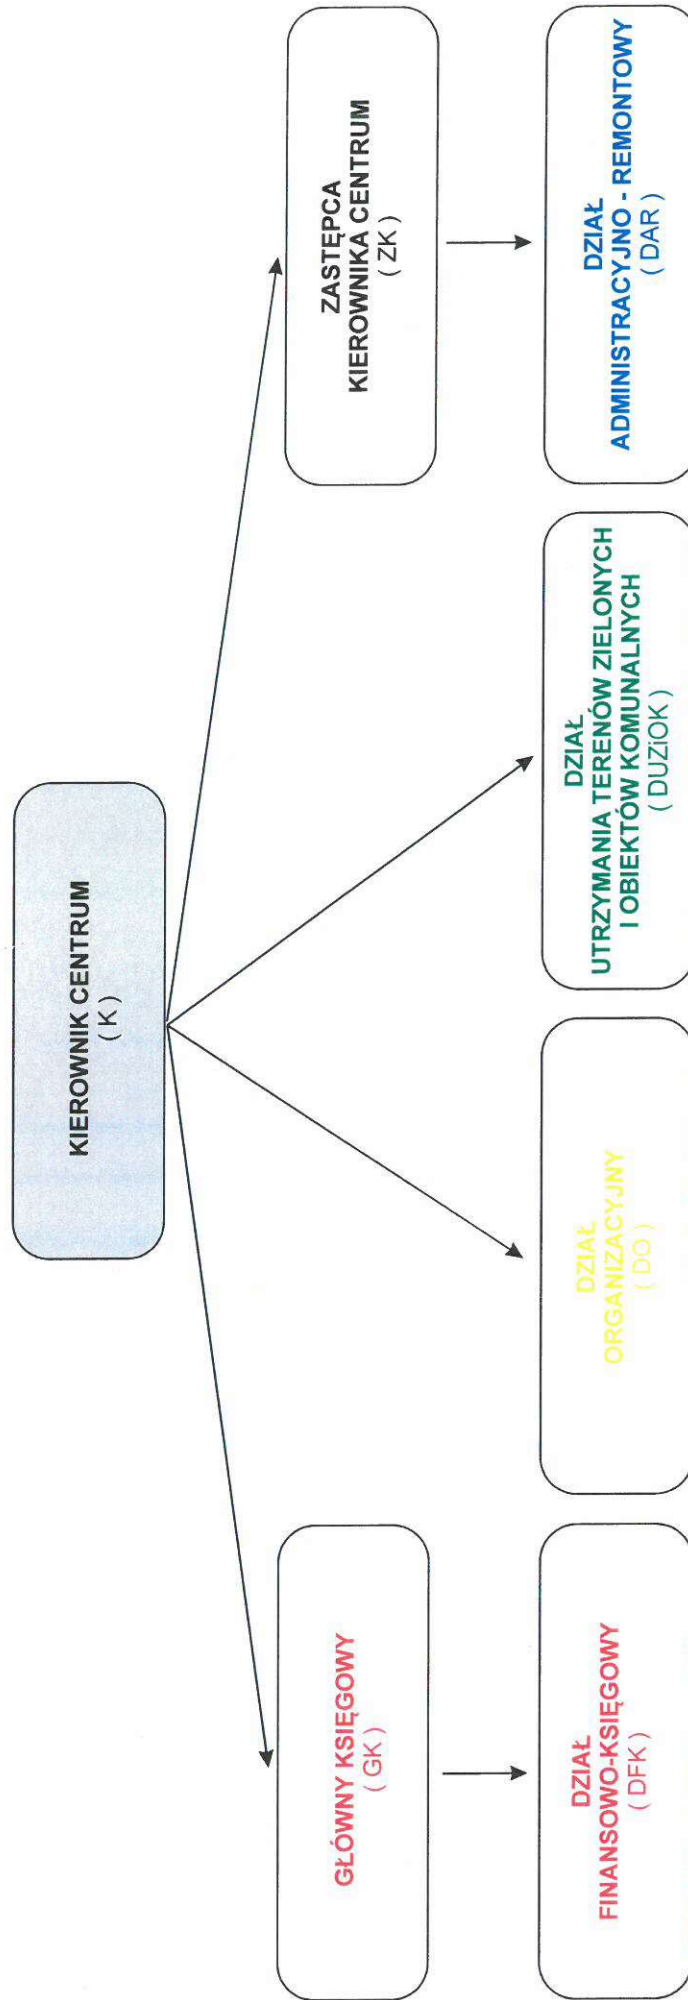 KIEROWNIK CENTRUM
( K )
GŁÓWNY KSIĘGOWY
( GK )
ZASTĘPCA
KIEROWNIKA CENTRUM
( ZK )
DZIAŁ
FINANSOWO-KSIĘGOWY
( DFK )
DZIAŁ
ORGANIZACYJNY
( DO )
DZIAŁ
UTRZYMANIA TERENÓW ZIELONYCH
I OBIEKTÓW KOMUNALNYCH
( DUZiOK )
DZIAŁ
ADMINISTRACYJNO - REMONTOWY
( DAR )